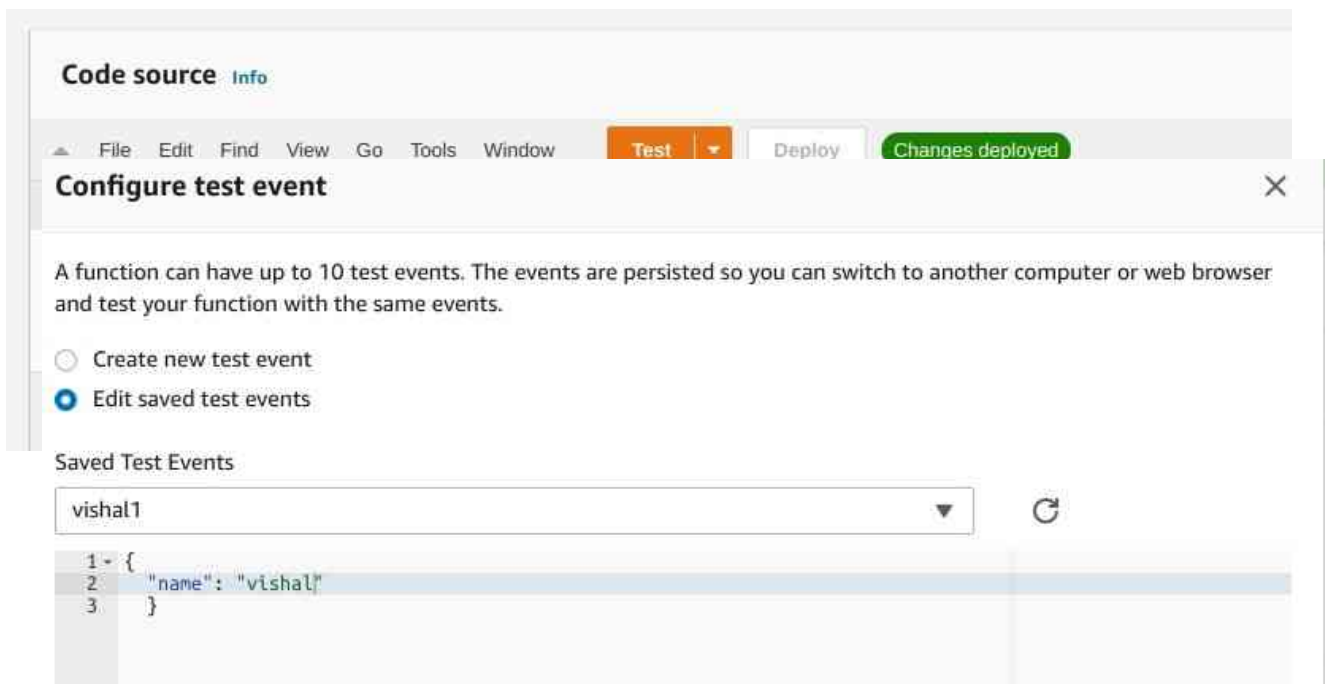 Code source Info
File Edit Find View Go Tools Window Test Deploy Changes deployed
Configure test event
A function can have up to 10 test events. The events are persisted so you can switch to another computer or web browser
and test your function with the same events.
Create new test event
Edit saved test events
Saved Test Events
vishal1
1 {
2 "name": "vishal"
3 }